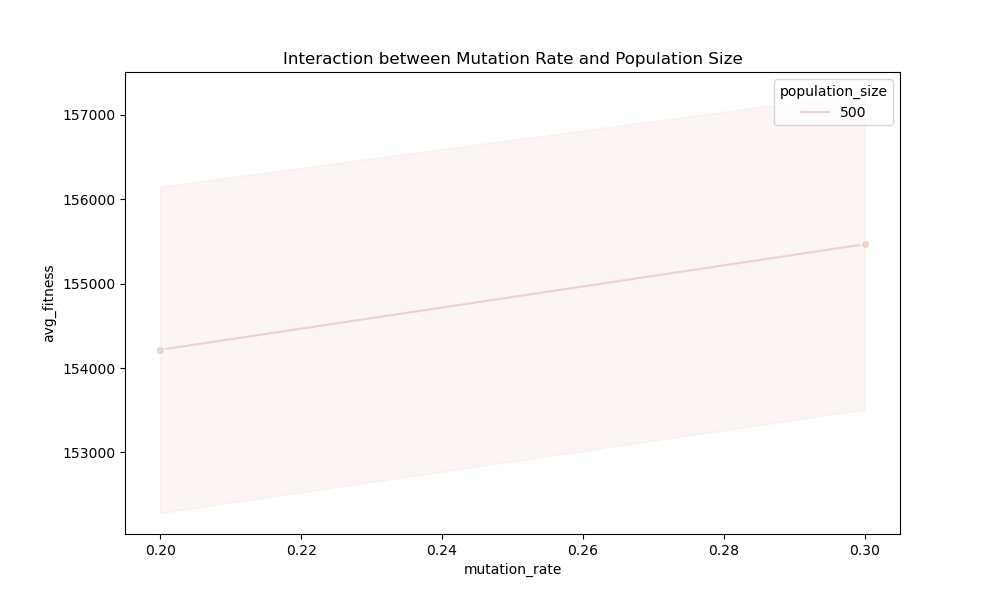 Interaction between Mutation Rate and Population Size
population_size
500
157000
156000
155000
154000
153000
avg_fitness
0.20 0.22 0.24 0.26 0.28 0.30
mutation_rate